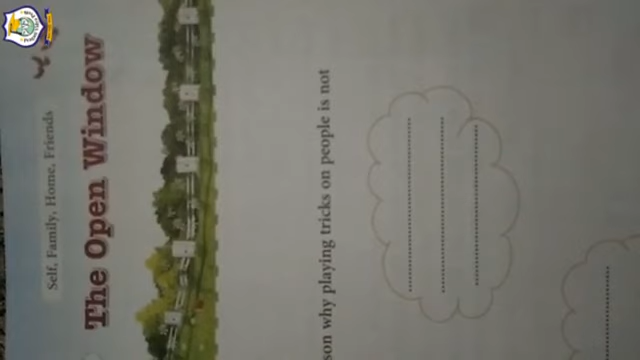 Self, Family, Home, Friends
The Open Window
son why playing tricks on people is not